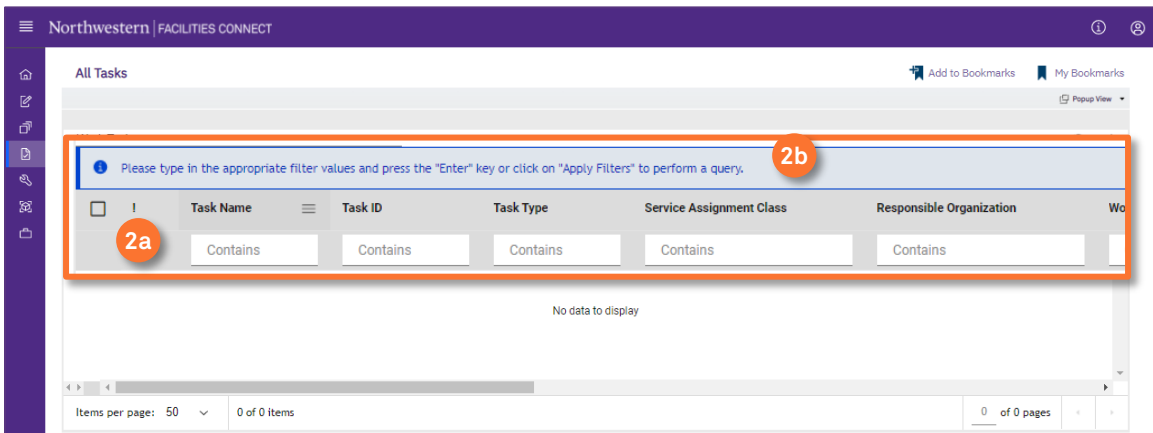 Northwestern | FACILITIES CONNECT
All Tasks
Add to Bookmarks
My Bookmarks
Popup View
2b
Please type in the appropriate filter values and press the "Enter" key or click on "Apply Filters" to perform a query.
! Task Name Task ID Task Type Service Assignment Class Responsible Organization Wo
2a
Contains Contains Contains Contains Contains
No data to display
Items per page: 50 0 of 0 items 0 of 0 pages